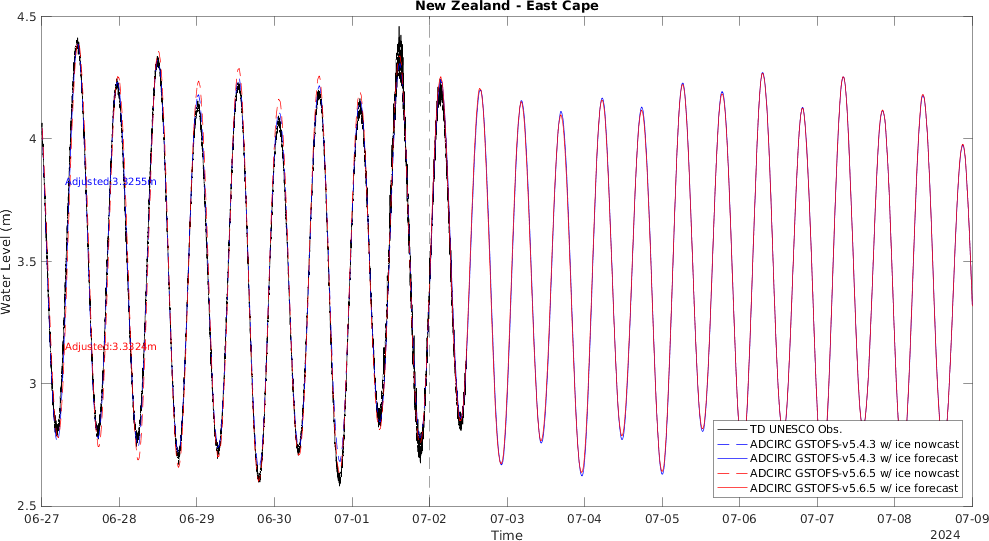 New Zealand - East Cape
4.5
4
3.5
3
2.5
Water Level (m)
Adjusted:3.3255m
Adjusted:3.3324m
TD UNESCO Obs.
ADCIRC GSTOFS-v5.4.3 w/ ice nowcast
ADCIRC GSTOFS-v5.4.3 w/ ice forecast
ADCIRC GSTOFS-v5.6.5 w/ ice nowcast
ADCIRC GSTOFS-v5.6.5 w/ ice forecast
06-27 06-28 06-29 06-30 07-01 07-02 07-03 07-04 07-05 07-06 07-07 07-08 07-09
Time
2024